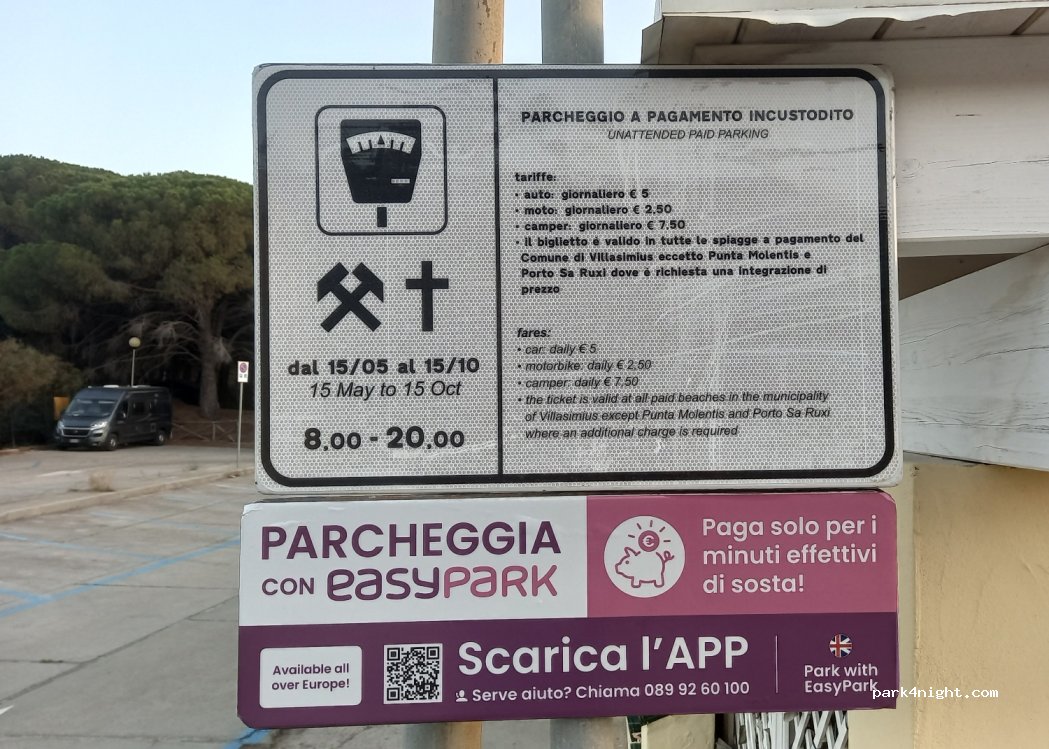 PARCHEGGIO A PAGAMENTO INCUSTODITO
UNATTENDED PAID PARKING
tariffe:
• auto: giornaliero € 5
• moto: giornaliero € 2.50
• camper: giornaliero € 7.50
• il biglietto è valido in tutte le spiagge a pagamento del
Comune di Villasimius eccetto Punta Molentis e
Porto Sa Ruxi dove è richiesta una integrazione di
prezzo
fares:
• car: daily € 5
• motorbike: daily € 2,50
• camper: daily € 7,50
• the ticket is valid at all paid beaches in the municipality
of Villasimius except Punta Molentis and Porto Sa Ruxi
where an additional charge is required
dal 15/05 al 15/10
15 May to 15 Oct
8.00 - 20.00
PARCHEGGIA
CON easyPARK
Paga solo per i
minuti effettivi
di sosta!
Available all
over Europe!
Scarica l'APP
Serve aiuto? Chiama 089 92 60 100
Park with
EasyPark
park4night.com